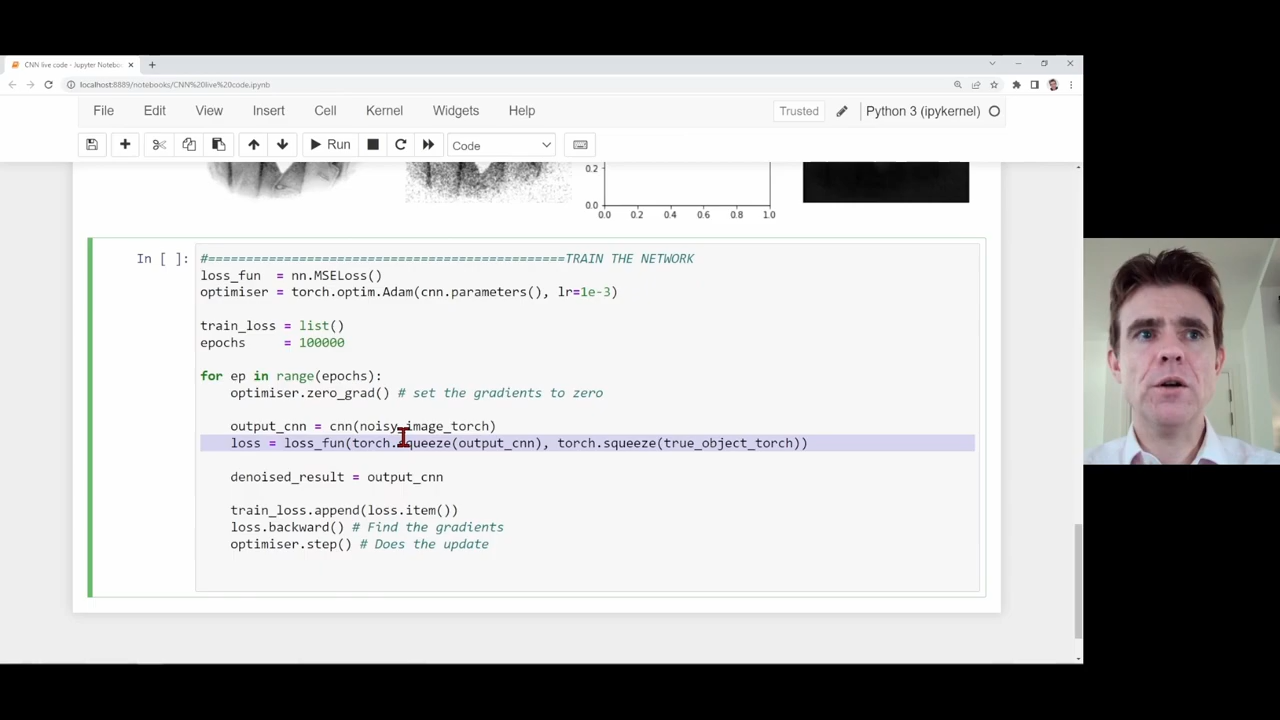 CNN live code - Jupyter Notebo
localhost:8889/notebooks/CNN%20live%20code.ipynb
File Edit View Insert Cell Kernel Widgets Help
Trusted
Python 3 (ipykernel)
Run
Code
0.2
0.0
0.0 0.2 0.4 0.6 0.8 1.0
In [ ]:
#===============================================TRAIN THE NETWORK
loss_fun  = nn.MSELoss()
optimiser = torch.optim.Adam(cnn.parameters(), lr=1e-3)
train_loss = list()
epochs     = 100000
for ep in range(epochs):
    optimiser.zero_grad() # set the gradients to zero
    output_cnn = cnn(noisy_image_torch)
    loss = loss_fun(torch.squeeze(output_cnn), torch.squeeze(true_object_torch))
    denoised_result = output_cnn
    train_loss.append(loss.item())
    loss.backward() # Find the gradients
    optimiser.step() # Does the update